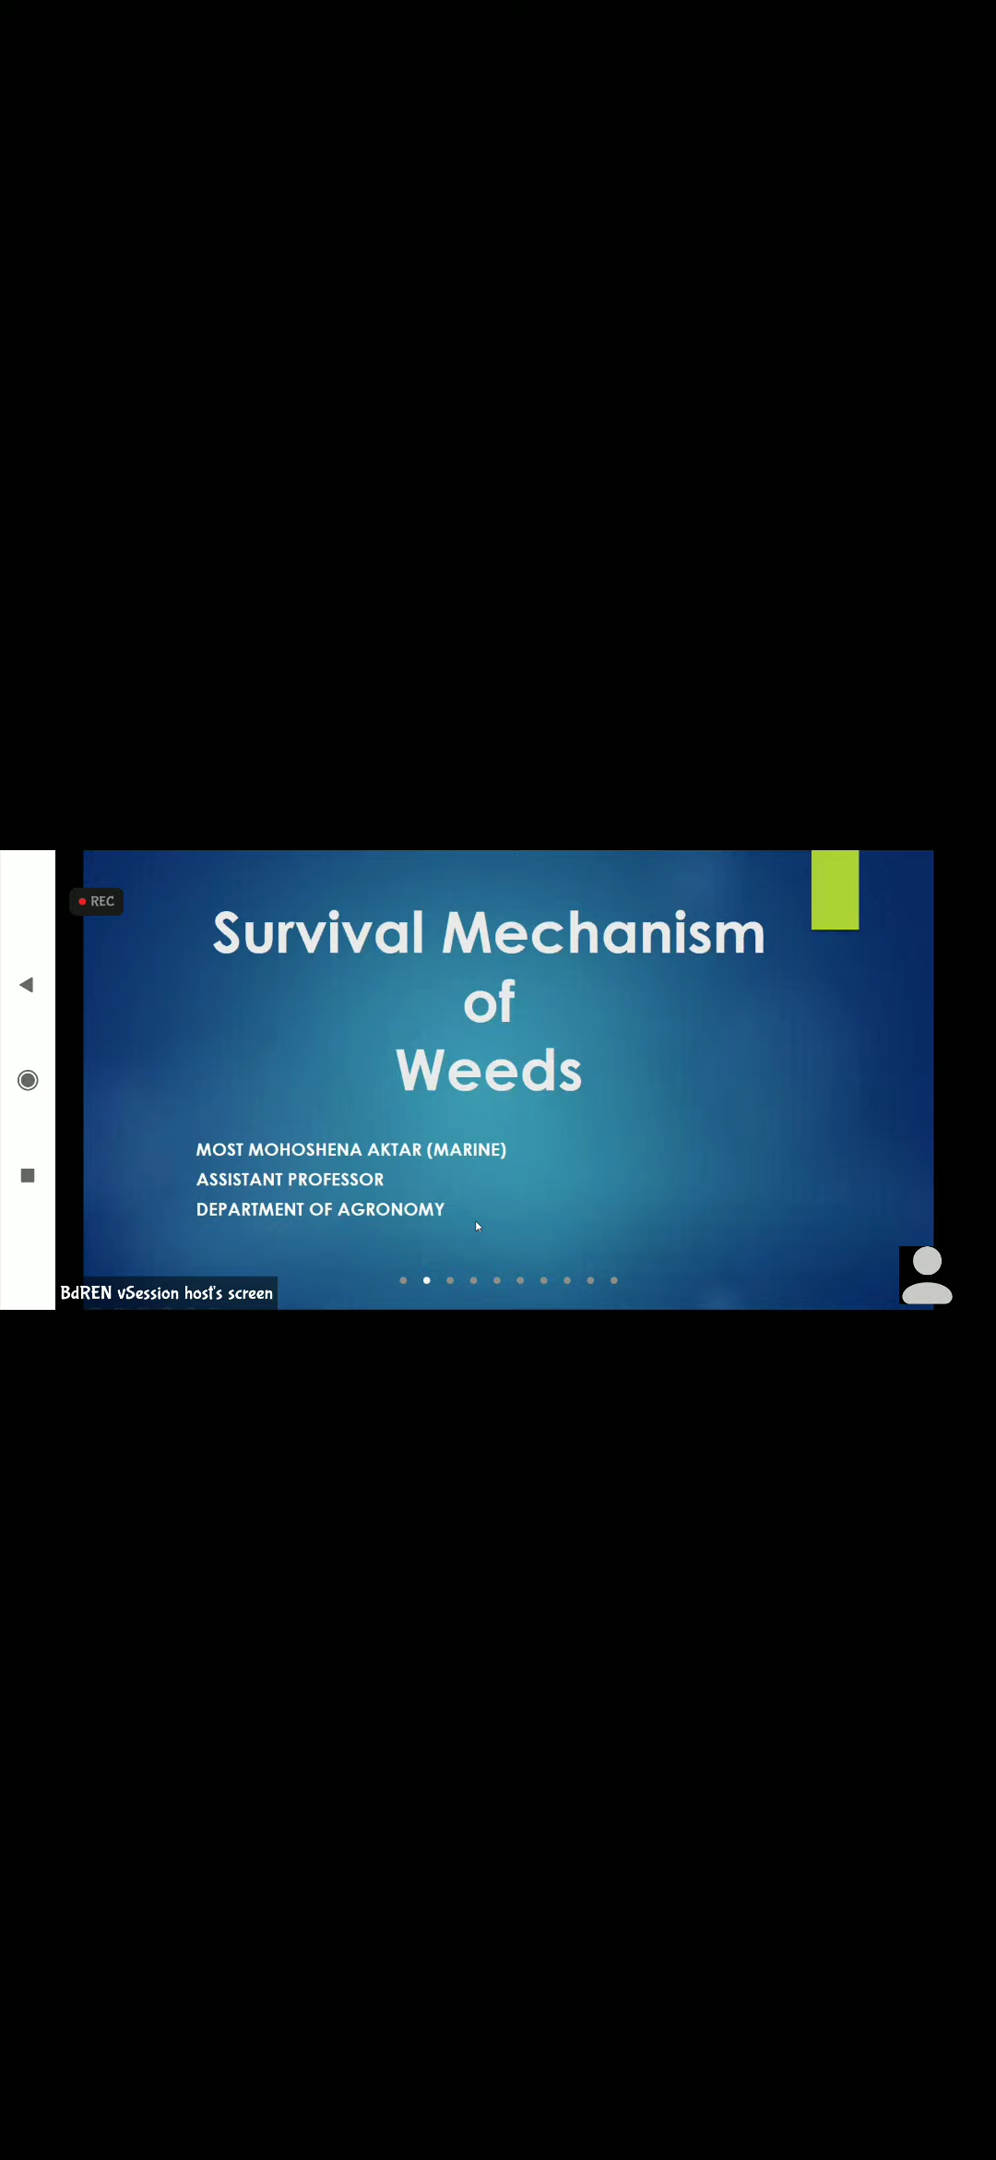 REC
Survival Mechanism
of
Weeds
MOST MOHOSHENA AKTAR (MARINE)
ASSISTANT PROFESSOR
DEPARTMENT OF AGRONOMY
BdREN vSession host's screen